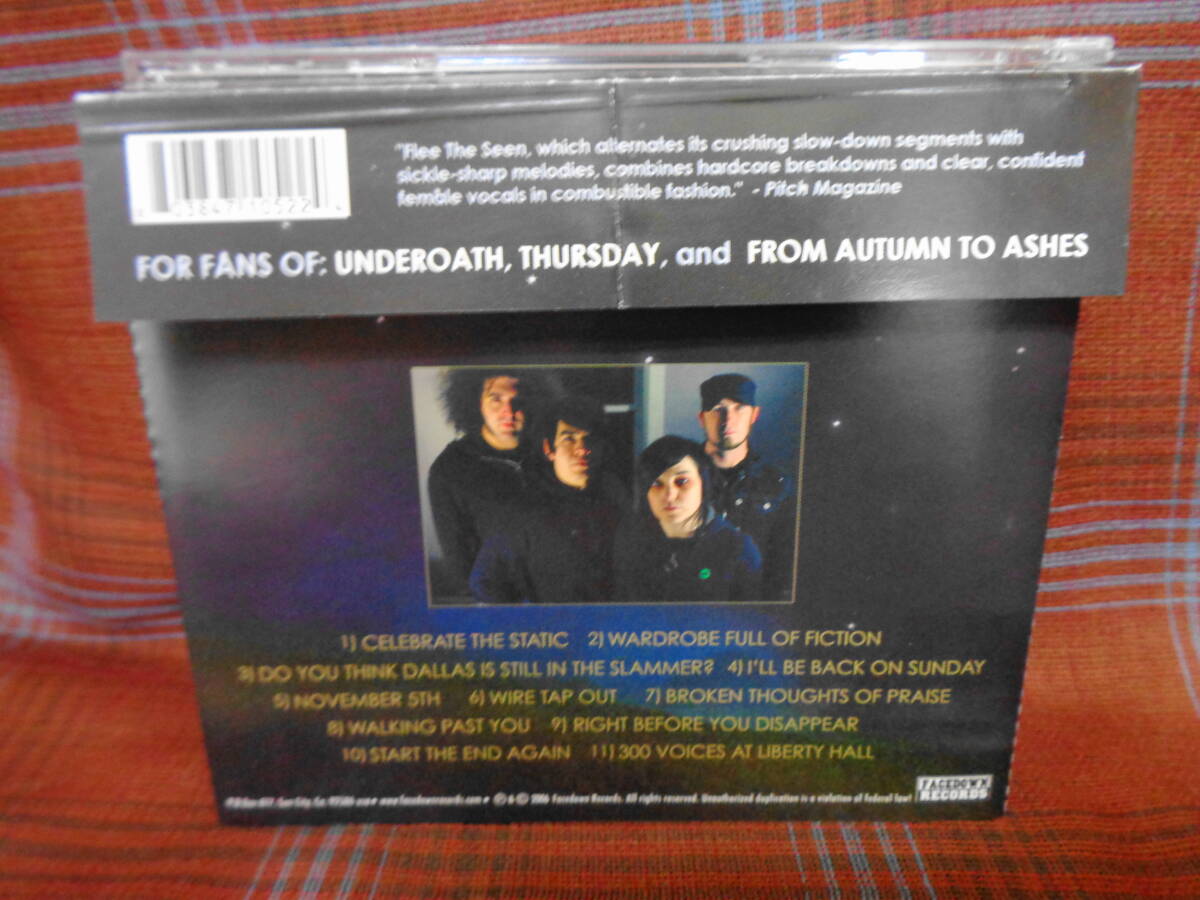 "Flee The Seen, which alternates its crushing slow-down segments with
sickle-sharp melodies, combines hardcore breakdowns and clear, confident
female vocals in combustible fashion." - Pitch Magazine
FOR FANS OF: UNDEROATH, THURSDAY, and FROM AUTUMN TO ASHES
1) CELEBRATE THE STATIC 2) WARDROBE FULL OF FICTION
3) DO YOU THINK DALLAS IS STILL IN THE SLAMMER? 4) I'LL BE BACK ON SUNDAY
5) NOVEMBER 5TH 6) WIRE TAP OUT 7) BROKEN THOUGHTS OF PRAISE
8) WALKING PAST YOU 9) RIGHT BEFORE YOU DISAPPEAR
10) START THE END AGAIN 11) 300 VOICES AT LIBERTY HALL
www.facedownrecords.com • Ⓟ & © 2006 Facedown Records. All rights reserved. Unauthorized duplication is a violation of federal law!
FACEDOWN
RECORDS